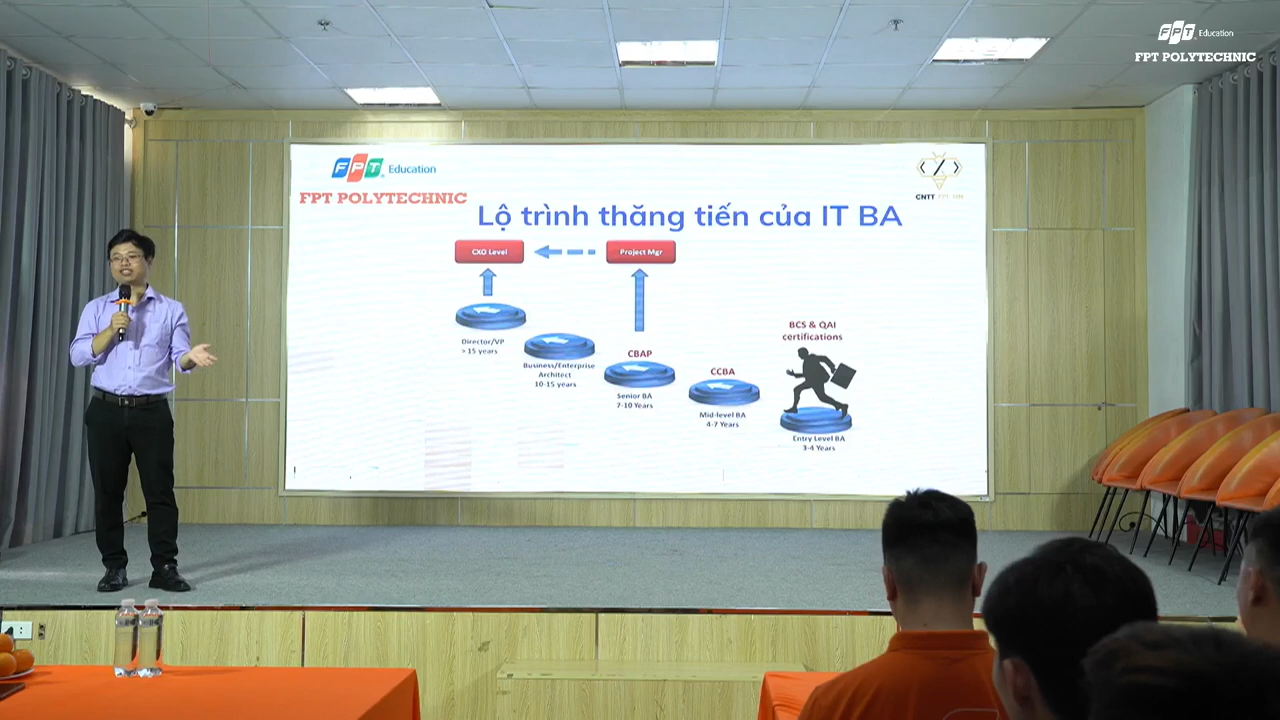 FPT Education
FPT POLYTECHNIC
FPT Education
FPT POLYTECHNIC
CNTT FPL HN
Lộ trình thăng tiến của IT BA
CXO Level
Project Mgr
Director/VP
> 15 years
Business/Enterprise
Architect
10-15 years
CBAP
Senior BA
7-10 Years
CCBA
Mid-level BA
4-7 Years
BCS & QAI
certifications
Entry Level BA
3-4 Years